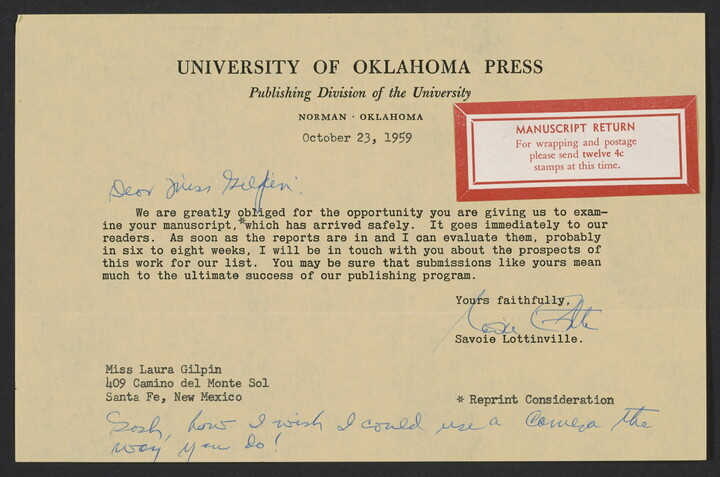 UNIVERSITY OF OKLAHOMA PRESS
Publishing Division of the University
NORMAN · OKLAHOMA
October 23, 1959
MANUSCRIPT RETURN
For wrapping and postage
please send twelve 4c
stamps at this time.
Dear Miss Gilpin:
We are greatly obliged for the opportunity you are giving us to exam-
ine your manuscript,*which has arrived safely. It goes immediately to our
readers. As soon as the reports are in and I can evaluate them, probably
in six to eight weeks, I will be in touch with you about the prospects of
this work for our list. You may be sure that submissions like yours mean
much to the ultimate success of our publishing program.
Yours faithfully,
Savoie Lottinville.
Miss Laura Gilpin
409 Camino del Monte Sol
Santa Fe, New Mexico
* Reprint Consideration
Gosh, how I wish I could use a camera the
way you do!